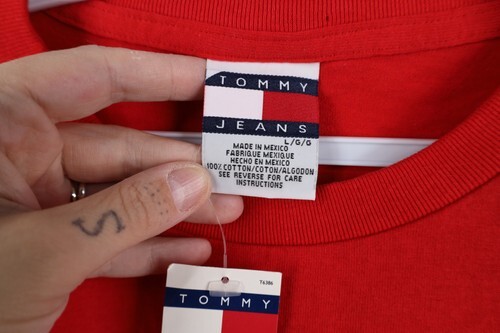 TOMMY
JEANS
L/G/G
MADE IN MEXICO
FABRIQUE MEXIQUE
HECHO EN MEXICO
100% COTTON/COTON/ALGODON
SEE REVERSE FOR CARE
INSTRUCTIONS
T6386
TOMMY